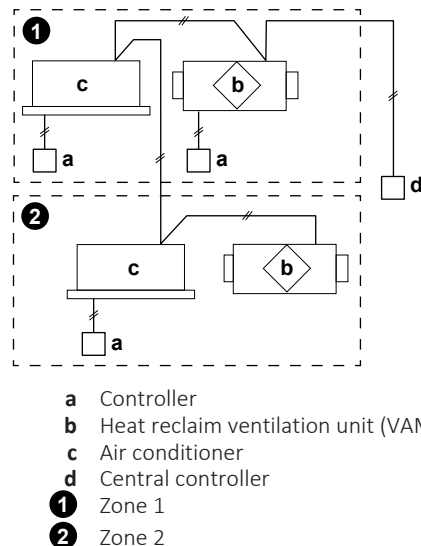 1
c
b
a
a
d
2
c
b
a
a Controller
b Heat reclaim ventilation unit (VAM
c Air conditioner
d Central controller
1 Zone 1
2 Zone 2